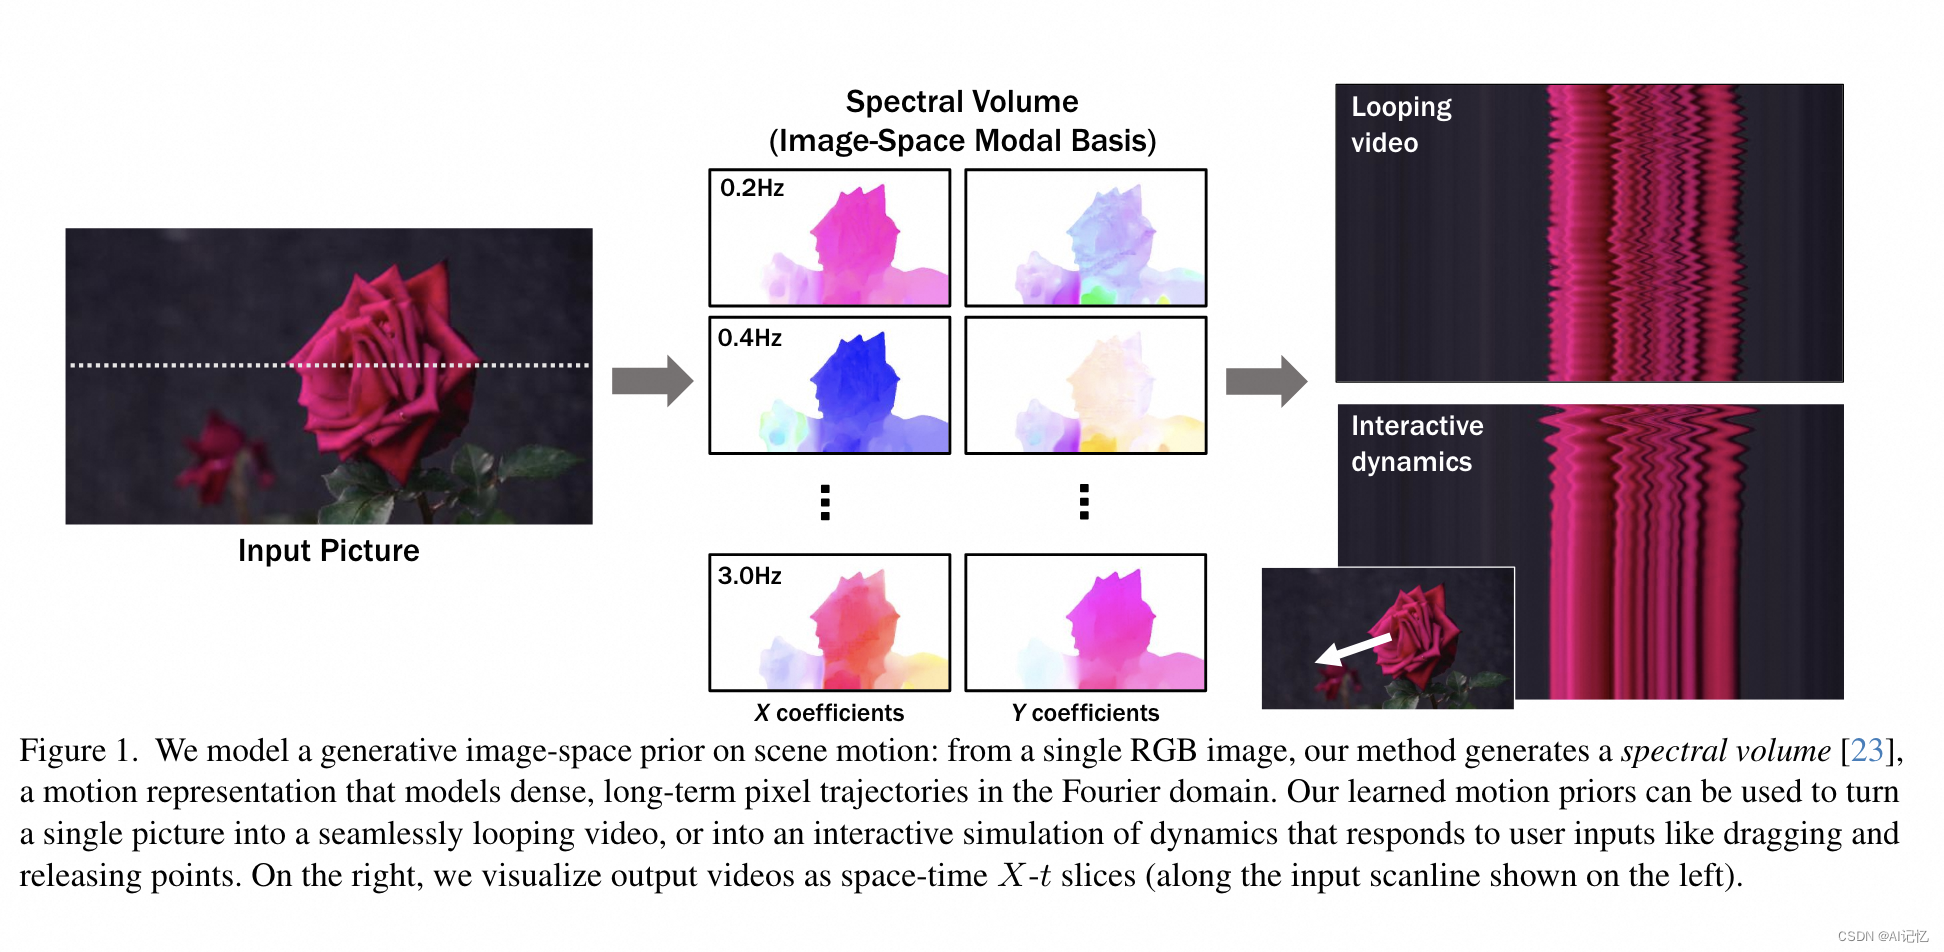 Spectral Volume
(Image-Space Modal Basis)
Looping
video
0.2Hz
0.4Hz
Interactive
dynamics
Input Picture
3.0Hz
X coefficients
Y coefficients
Figure 1. We model a generative image-space prior on scene motion: from a single RGB image, our method generates a spectral volume [23],
a motion representation that models dense, long-term pixel trajectories in the Fourier domain. Our learned motion priors can be used to turn
a single picture into a seamlessly looping video, or into an interactive simulation of dynamics that responds to user inputs like dragging and
releasing points. On the right, we visualize output videos as space-time X-t slices (along the input scanline shown on the left).
CSDN @AI记忆